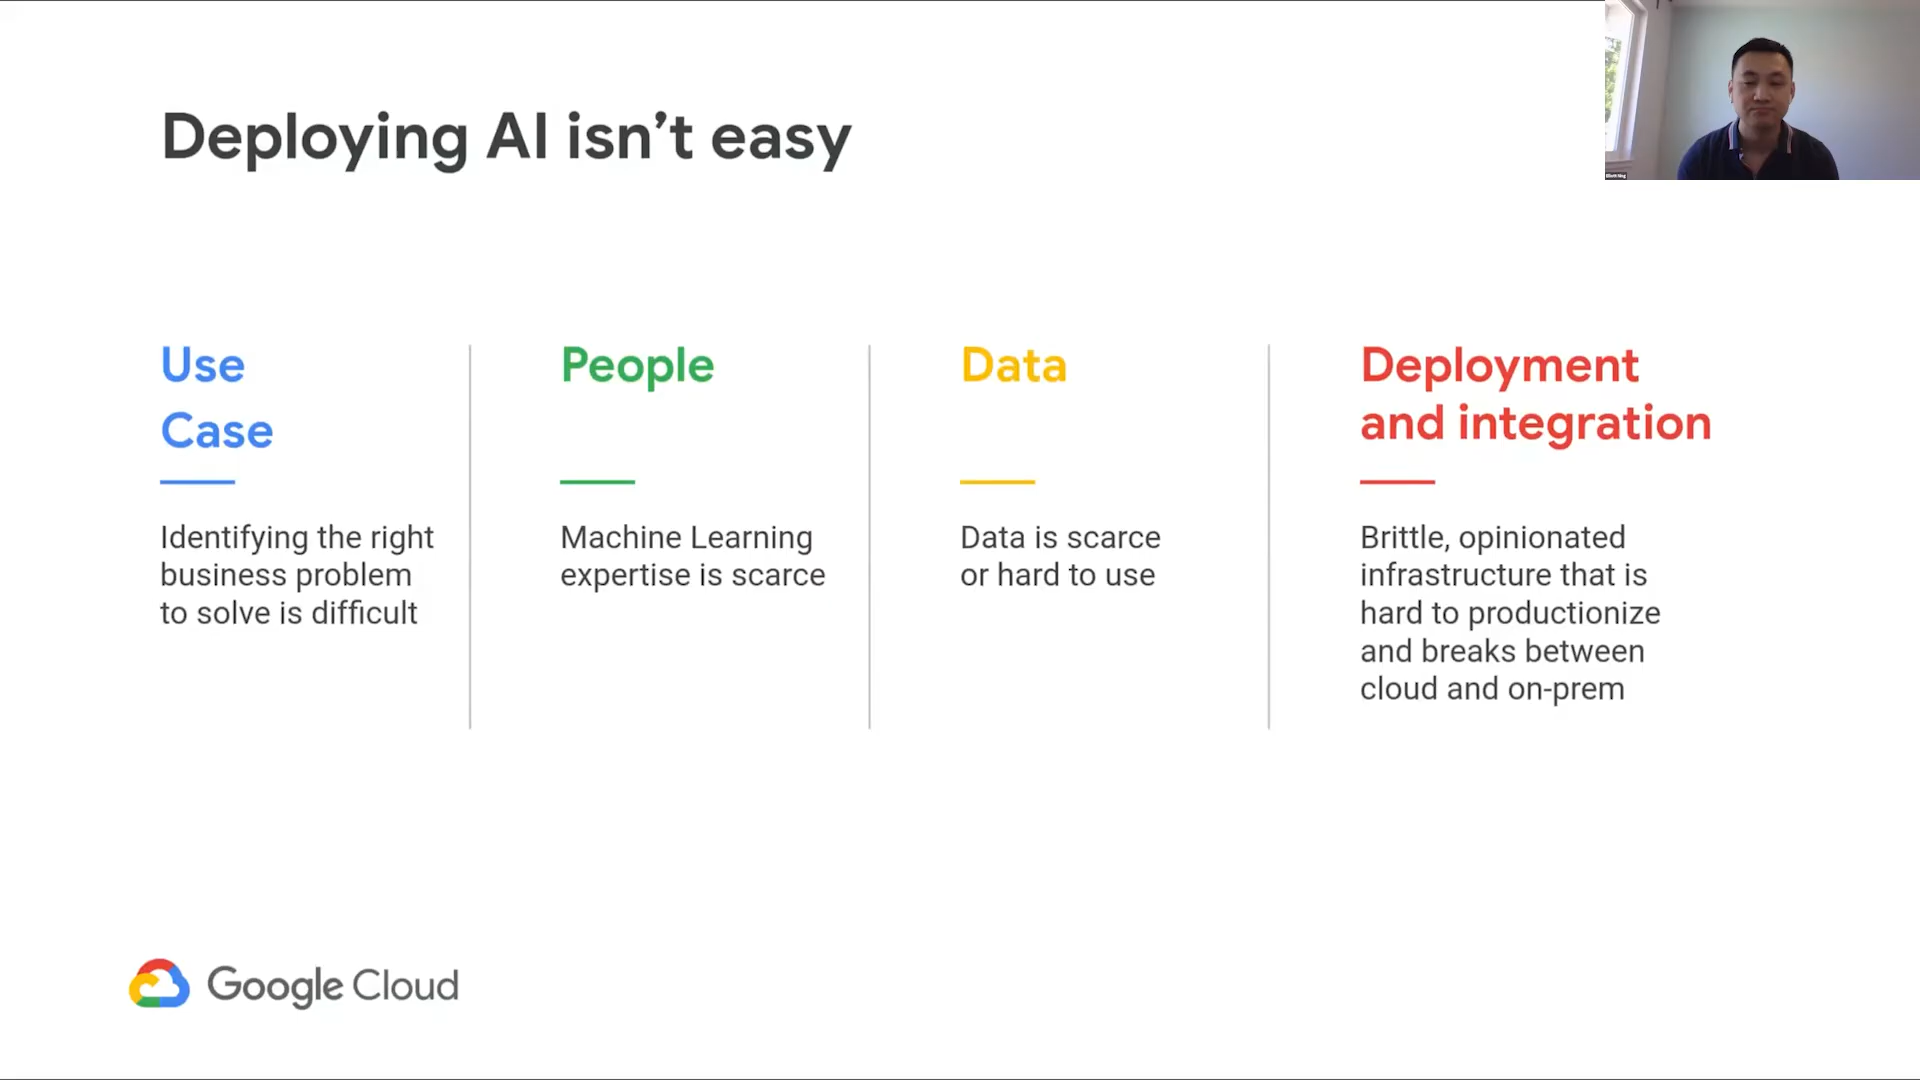 Deploying AI isn’t easy
Use
Case
Identifying the right
business problem
to solve is difficult
People
Machine Learning
expertise is scarce
Data
Data is scarce
or hard to use
Deployment
and integration
Brittle, opinionated
infrastructure that is
hard to productionize
and breaks between
cloud and on-prem
Google Cloud